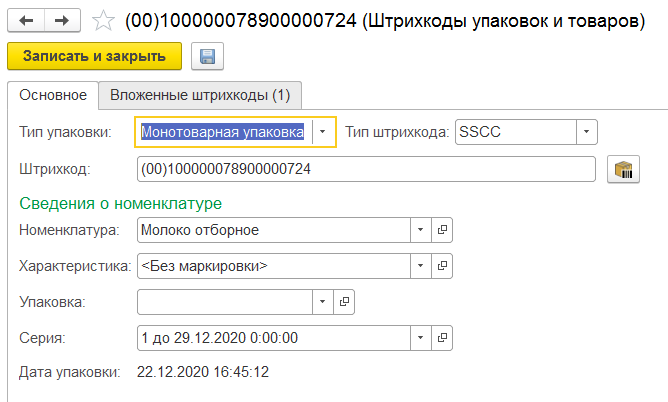 (00)100000078900000724 (Штрихкоды упаковок и товаров)
Записать и закрыть
Основное Вложенные штрихкоды (1)
Тип упаковки: Монотоварная упаковка Тип штрихкода: SSCC
Штрихкод: (00)100000078900000724
Сведения о номенклатуре
Номенклатура: Молоко отборное
Характеристика: <Без маркировки>
Упаковка:
Серия: 1 до 29.12.2020 0:00:00
Дата упаковки: 22.12.2020 16:45:12